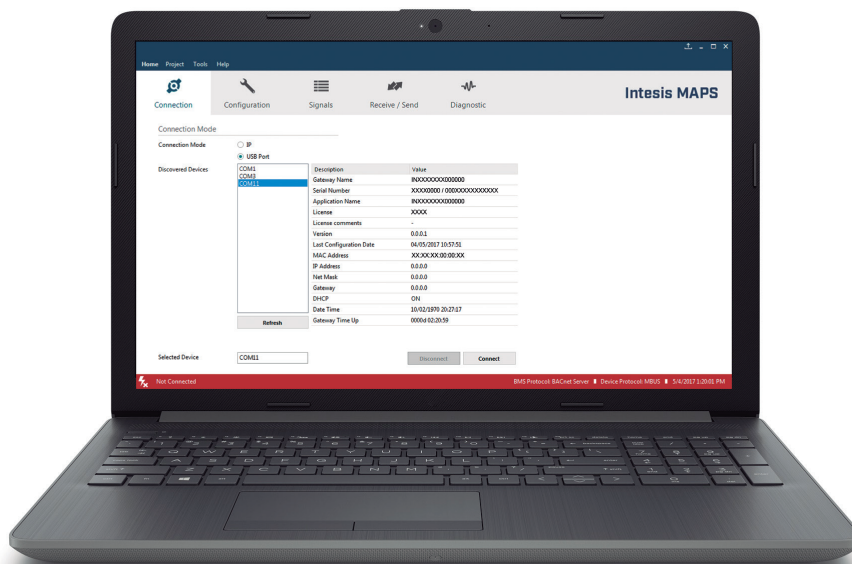 Home Project Tools Help
Connection Configuration Signals Receive / Send Diagnostic
Intesis MAPS
Connection Mode
Connection Mode IP
USB Port
Discovered Devices
COM1
COM3
COM11
Description Value
Gateway Name INXXXXXXX000000
Serial Number XXXX0000 / 000XXXXXXXXXXXX
Application Name INXXXXXXX000000
License XXXX
License comments -
Version 0.0.0.1
Last Configuration Date 04/05/2017 10:57:51
MAC Address XX:XX:XX:00:00:XX
IP Address 0.0.0.0
Net Mask 0.0.0.0
Gateway 0.0.0.0
DHCP ON
Date Time 10/02/1970 20:27:17
Gateway Time Up 0000d 02:20:59
Refresh
Selected Device COM11 Disconnect Connect
Not Connected BMS Protocol: BACnet Server Device Protocol: MBUS 5/4/2017 1:20:01 PM
Q W E R T Y U I O P
A S D F G H J K L
Z X C V B N M